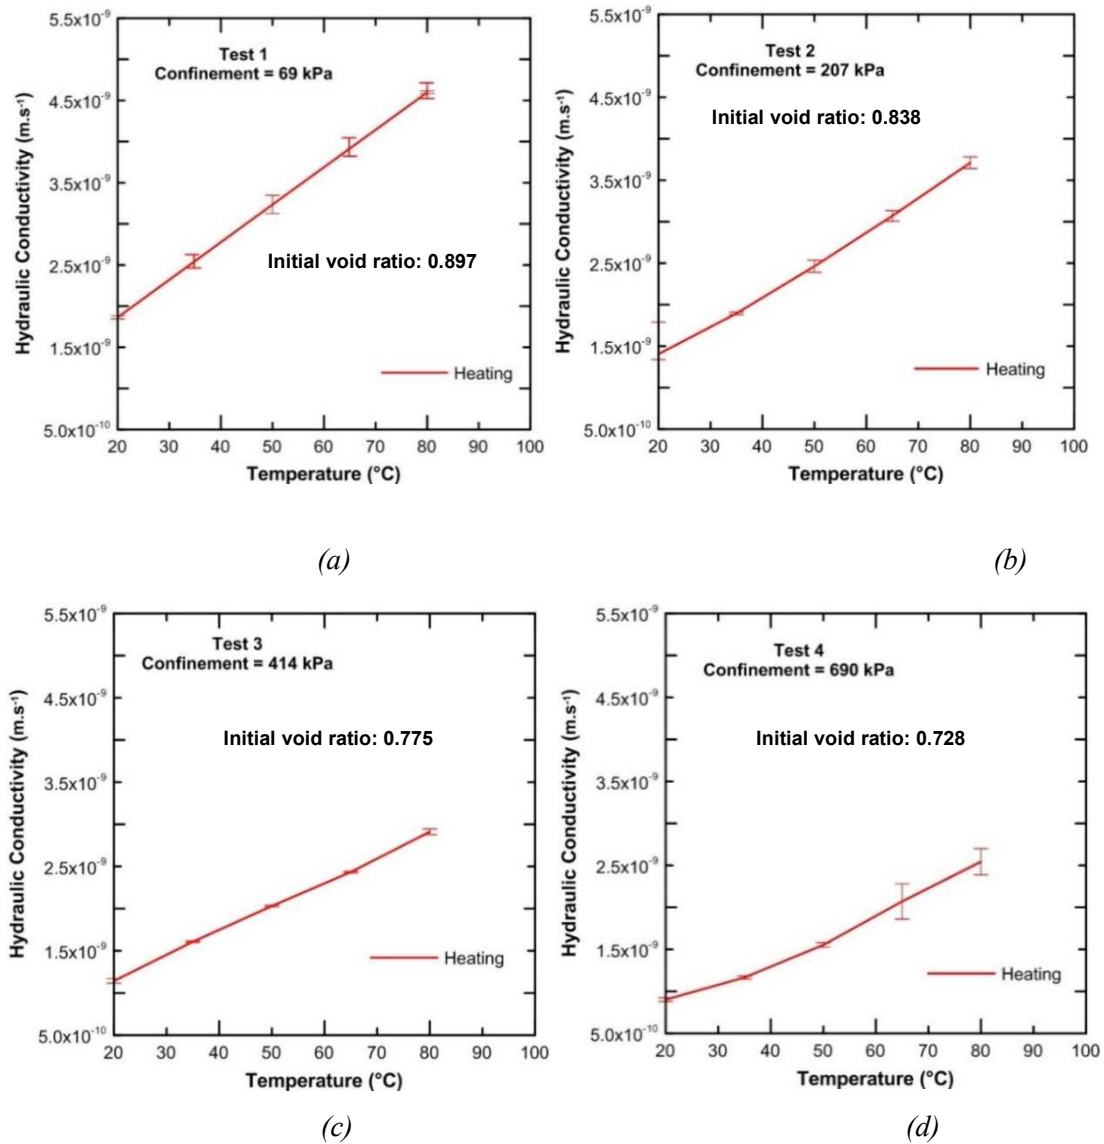 Test 1
Confinement = 69 kPa
Initial void ratio: 0.897
Heating
5.5x10⁻⁹
4.5x10⁻⁹
3.5x10⁻⁹
2.5x10⁻⁹
1.5x10⁻⁹
5.0x10⁻¹⁰
Hydraulic Conductivity (m.s⁻¹)
20 30 40 50 60 70 80 90 100
Temperature (°C)
(a)
Test 2
Confinement = 207 kPa
Initial void ratio: 0.838
Heating
5.5x10⁻⁹
4.5x10⁻⁹
3.5x10⁻⁹
2.5x10⁻⁹
1.5x10⁻⁹
5.0x10⁻¹⁰
Hydraulic Conductivity (m.s⁻¹)
20 30 40 50 60 70 80 90 100
Temperature (°C)
(b)
Test 3
Confinement = 414 kPa
Initial void ratio: 0.775
Heating
5.5x10⁻⁹
4.5x10⁻⁹
3.5x10⁻⁹
2.5x10⁻⁹
1.5x10⁻⁹
5.0x10⁻¹⁰
Hydraulic Conductivity (m.s⁻¹)
20 30 40 50 60 70 80 90 100
Temperature (°C)
(c)
Test 4
Confinement = 690 kPa
Initial void ratio: 0.728
Heating
5.5x10⁻⁹
4.5x10⁻⁹
3.5x10⁻⁹
2.5x10⁻⁹
1.5x10⁻⁹
5.0x10⁻¹⁰
Hydraulic Conductivity (m.s⁻¹)
20 30 40 50 60 70 80 90 100
Temperature (°C)
(d)